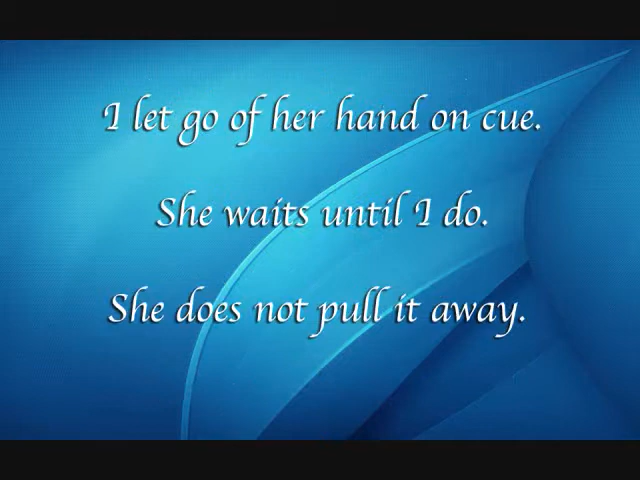 I let go of her hand on cue.
She waits until I do.
She does not pull it away.